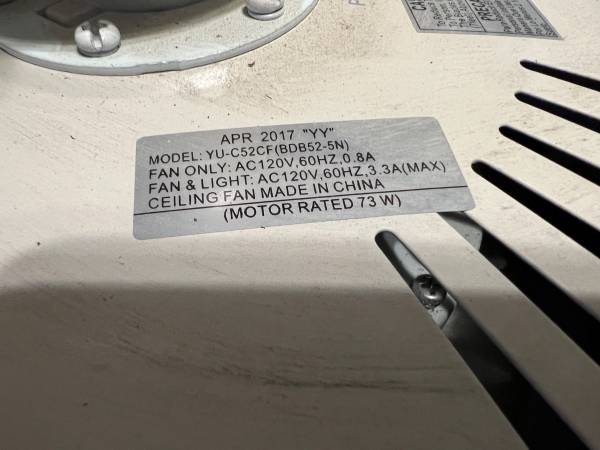 APR 2017 "YY"
MODEL: YU-C52CF(BDB52-5N)
FAN ONLY: AC120V,60HZ,0.8A
FAN & LIGHT: AC120V,60HZ,3.3A(MAX)
CEILING FAN MADE IN CHINA
(MOTOR RATED 73 W)